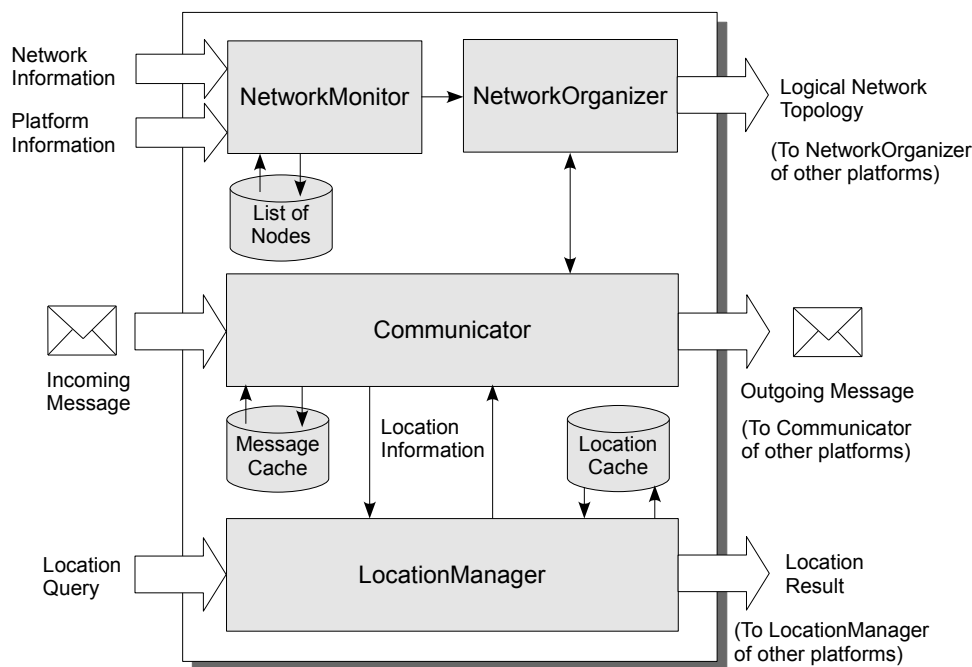 Network
Information
Platform
Information
NetworkMonitor
NetworkOrganizer
Logical Network
Topology
(To NetworkOrganizer
of other platforms)
List of
Nodes
Incoming
Message
Communicator
Outgoing Message
(To Communicator
of other platforms)
Message
Cache
Location
Information
Location
Cache
Location
Query
LocationManager
Location
Result
(To LocationManager
of other platforms)